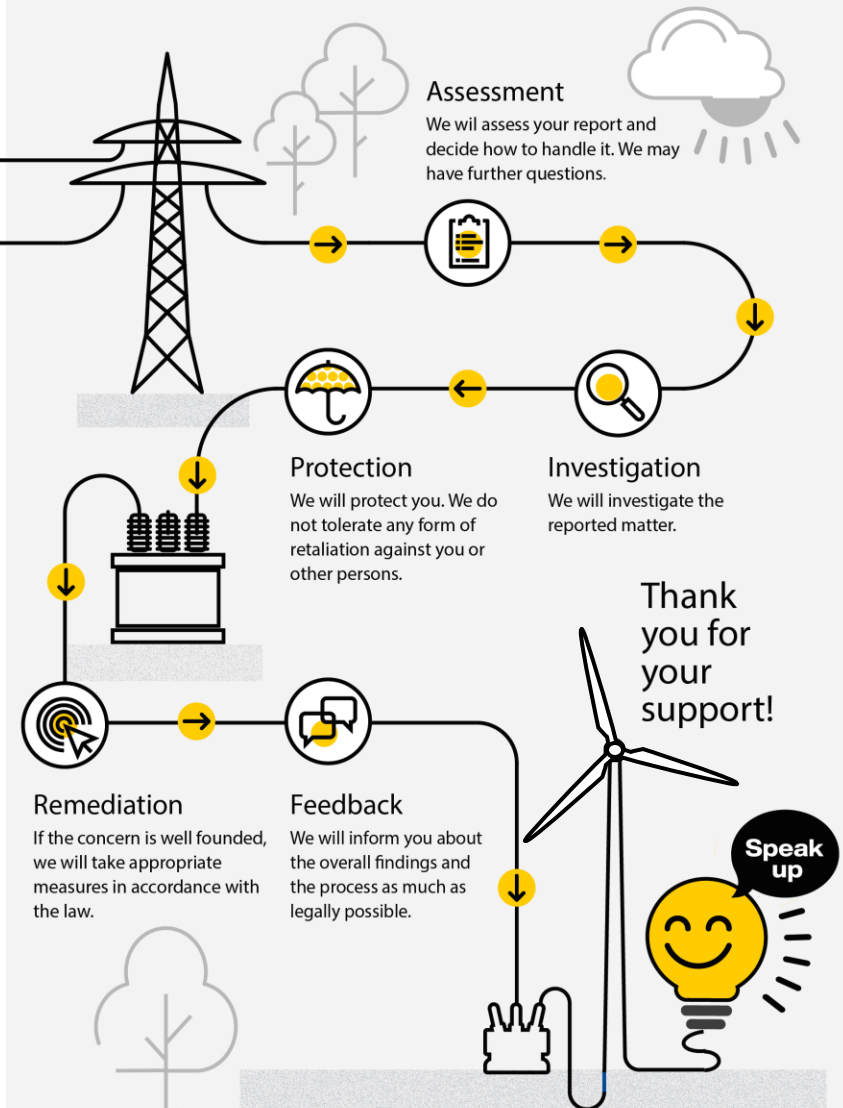 Assessment
We wil assess your report and
decide how to handle it. We may
have further questions.
Protection
We will protect you. We do
not tolerate any form of
retaliation against you or
other persons.
Investigation
We will investigate the
reported matter.
Thank
you for
your
support!
Remediation
If the concern is well founded,
we will take appropriate
measures in accordance with
the law.
Feedback
We will inform you about
the overall findings and
the process as much as
legally possible.
Speak
up